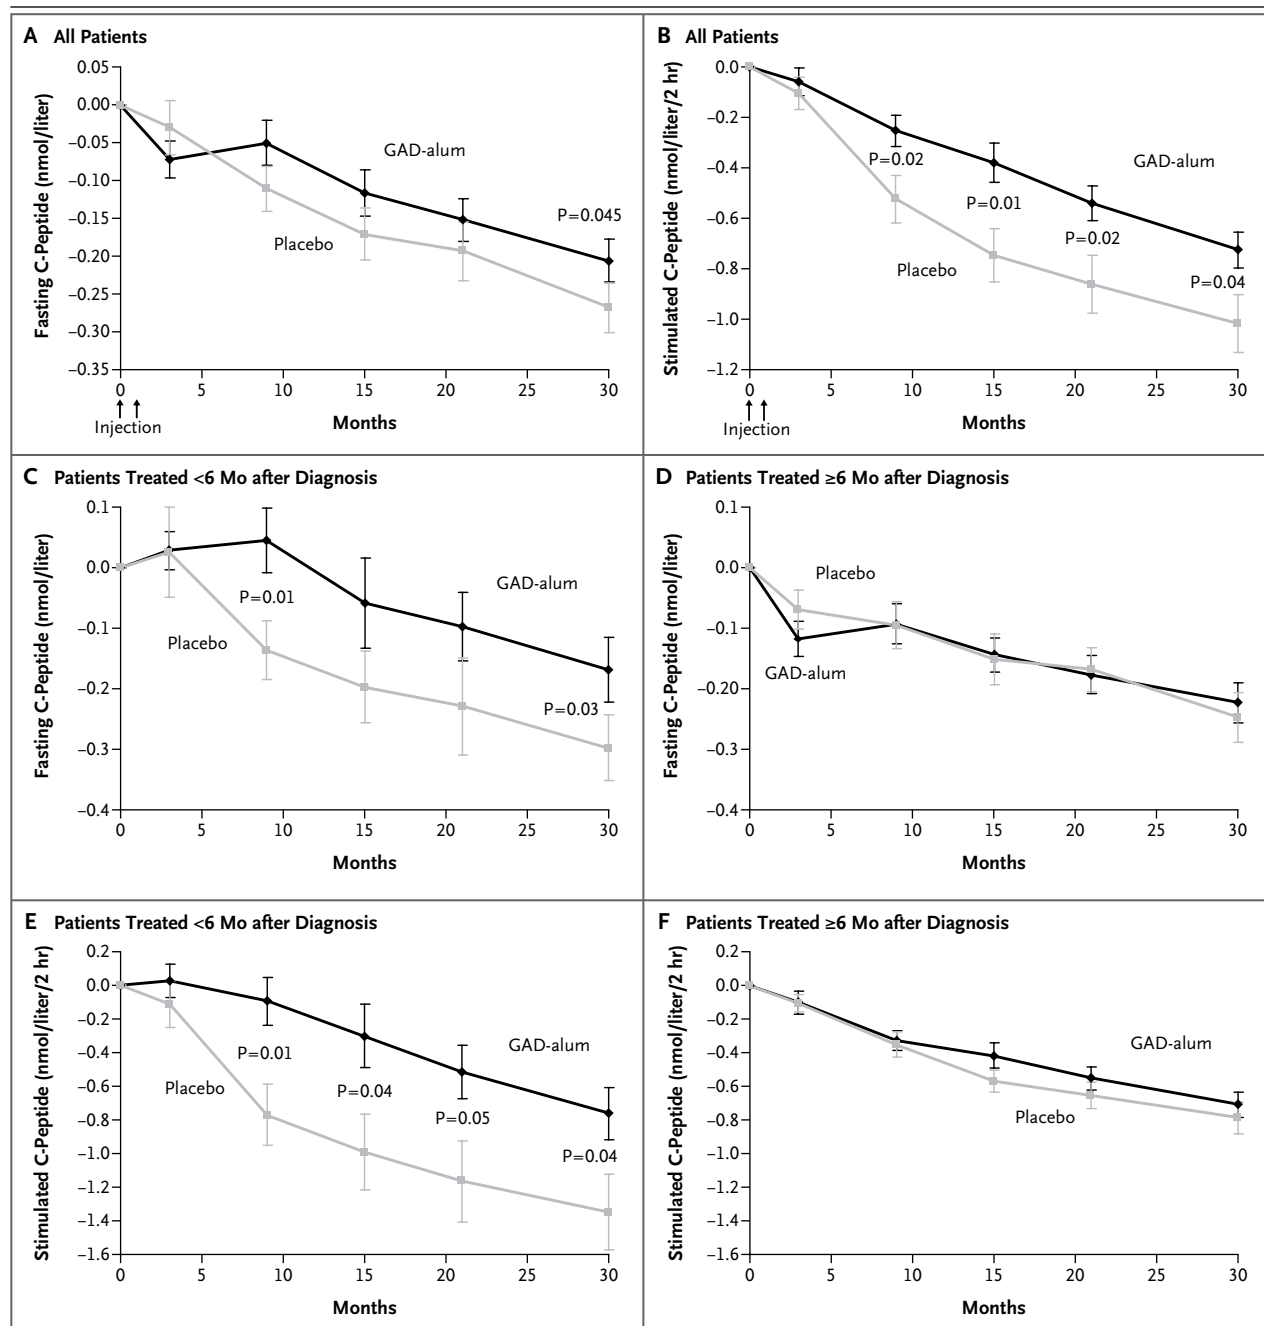 A All Patients
Fasting C-Peptide (nmol/liter)
0.05
0.00
−0.05
−0.10
−0.15
−0.20
−0.25
−0.30
−0.35
GAD-alum
P=0.045
Placebo
0 5 10 15 20 25 30
Injection
Months
B All Patients
Stimulated C-Peptide (nmol/liter/2 hr)
0.0
−0.2
−0.4
−0.6
−0.8
−1.0
−1.2
P=0.02
GAD-alum
P=0.01
P=0.02
Placebo
P=0.04
0 5 10 15 20 25 30
Injection
Months
C Patients Treated <6 Mo after Diagnosis
Fasting C-Peptide (nmol/liter)
0.1
0.0
−0.1
−0.2
−0.3
−0.4
GAD-alum
P=0.01
Placebo
P=0.03
0 5 10 15 20 25 30
Months
D Patients Treated ≥6 Mo after Diagnosis
Fasting C-Peptide (nmol/liter)
0.1
0.0
−0.1
−0.20
−0.3
−0.4
Placebo
GAD-alum
0 5 10 15 20 25 30
Months
E Patients Treated <6 Mo after Diagnosis
Stimulated C-Peptide (nmol/liter/2 hr)
0.2
0.0
−0.2
−0.4
−0.6
−0.8
−1.0
−1.2
−1.4
−1.6
GAD-alum
P=0.01
Placebo
P=0.04
P=0.05
P=0.04
0 5 10 15 20 25 30
Months
F Patients Treated ≥6 Mo after Diagnosis
Stimulated C-Peptide (nmol/liter/2 hr)
0.2
0.0
−0.2
−0.4
−0.6
−0.8
−1.0
−1.2
−1.4
−1.6
GAD-alum
Placebo
0 5 10 15 20 25 30
Months